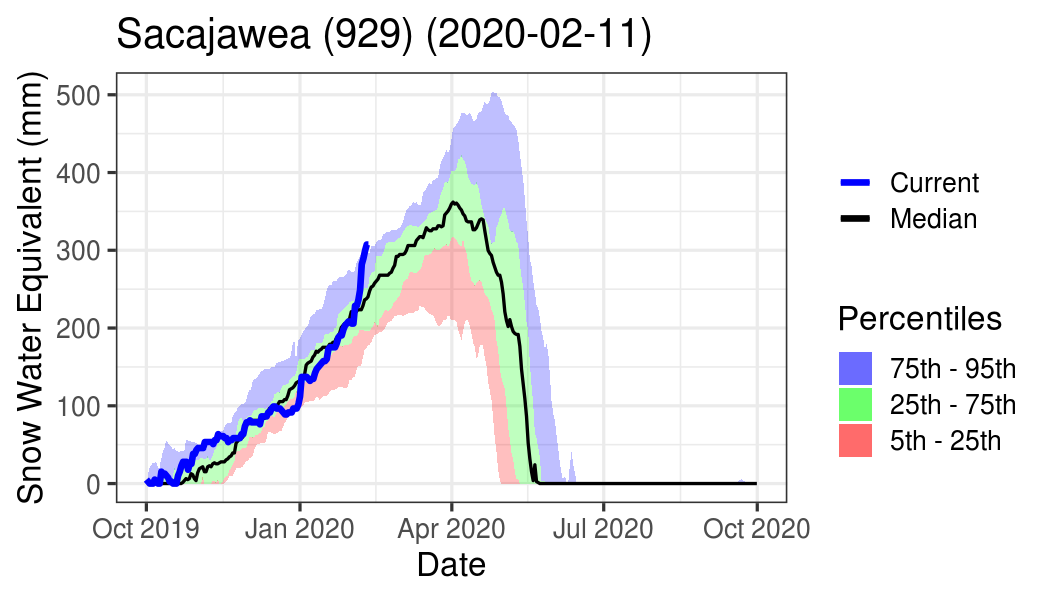 Sacajawea (929) (2020-02-11)
Snow Water Equivalent (mm)
500
400
300
200
100
0
Oct 2019
Jan 2020
Apr 2020
Jul 2020
Oct 2020
Date
Current
Median
Percentiles
75th - 95th
25th - 75th
5th - 25th